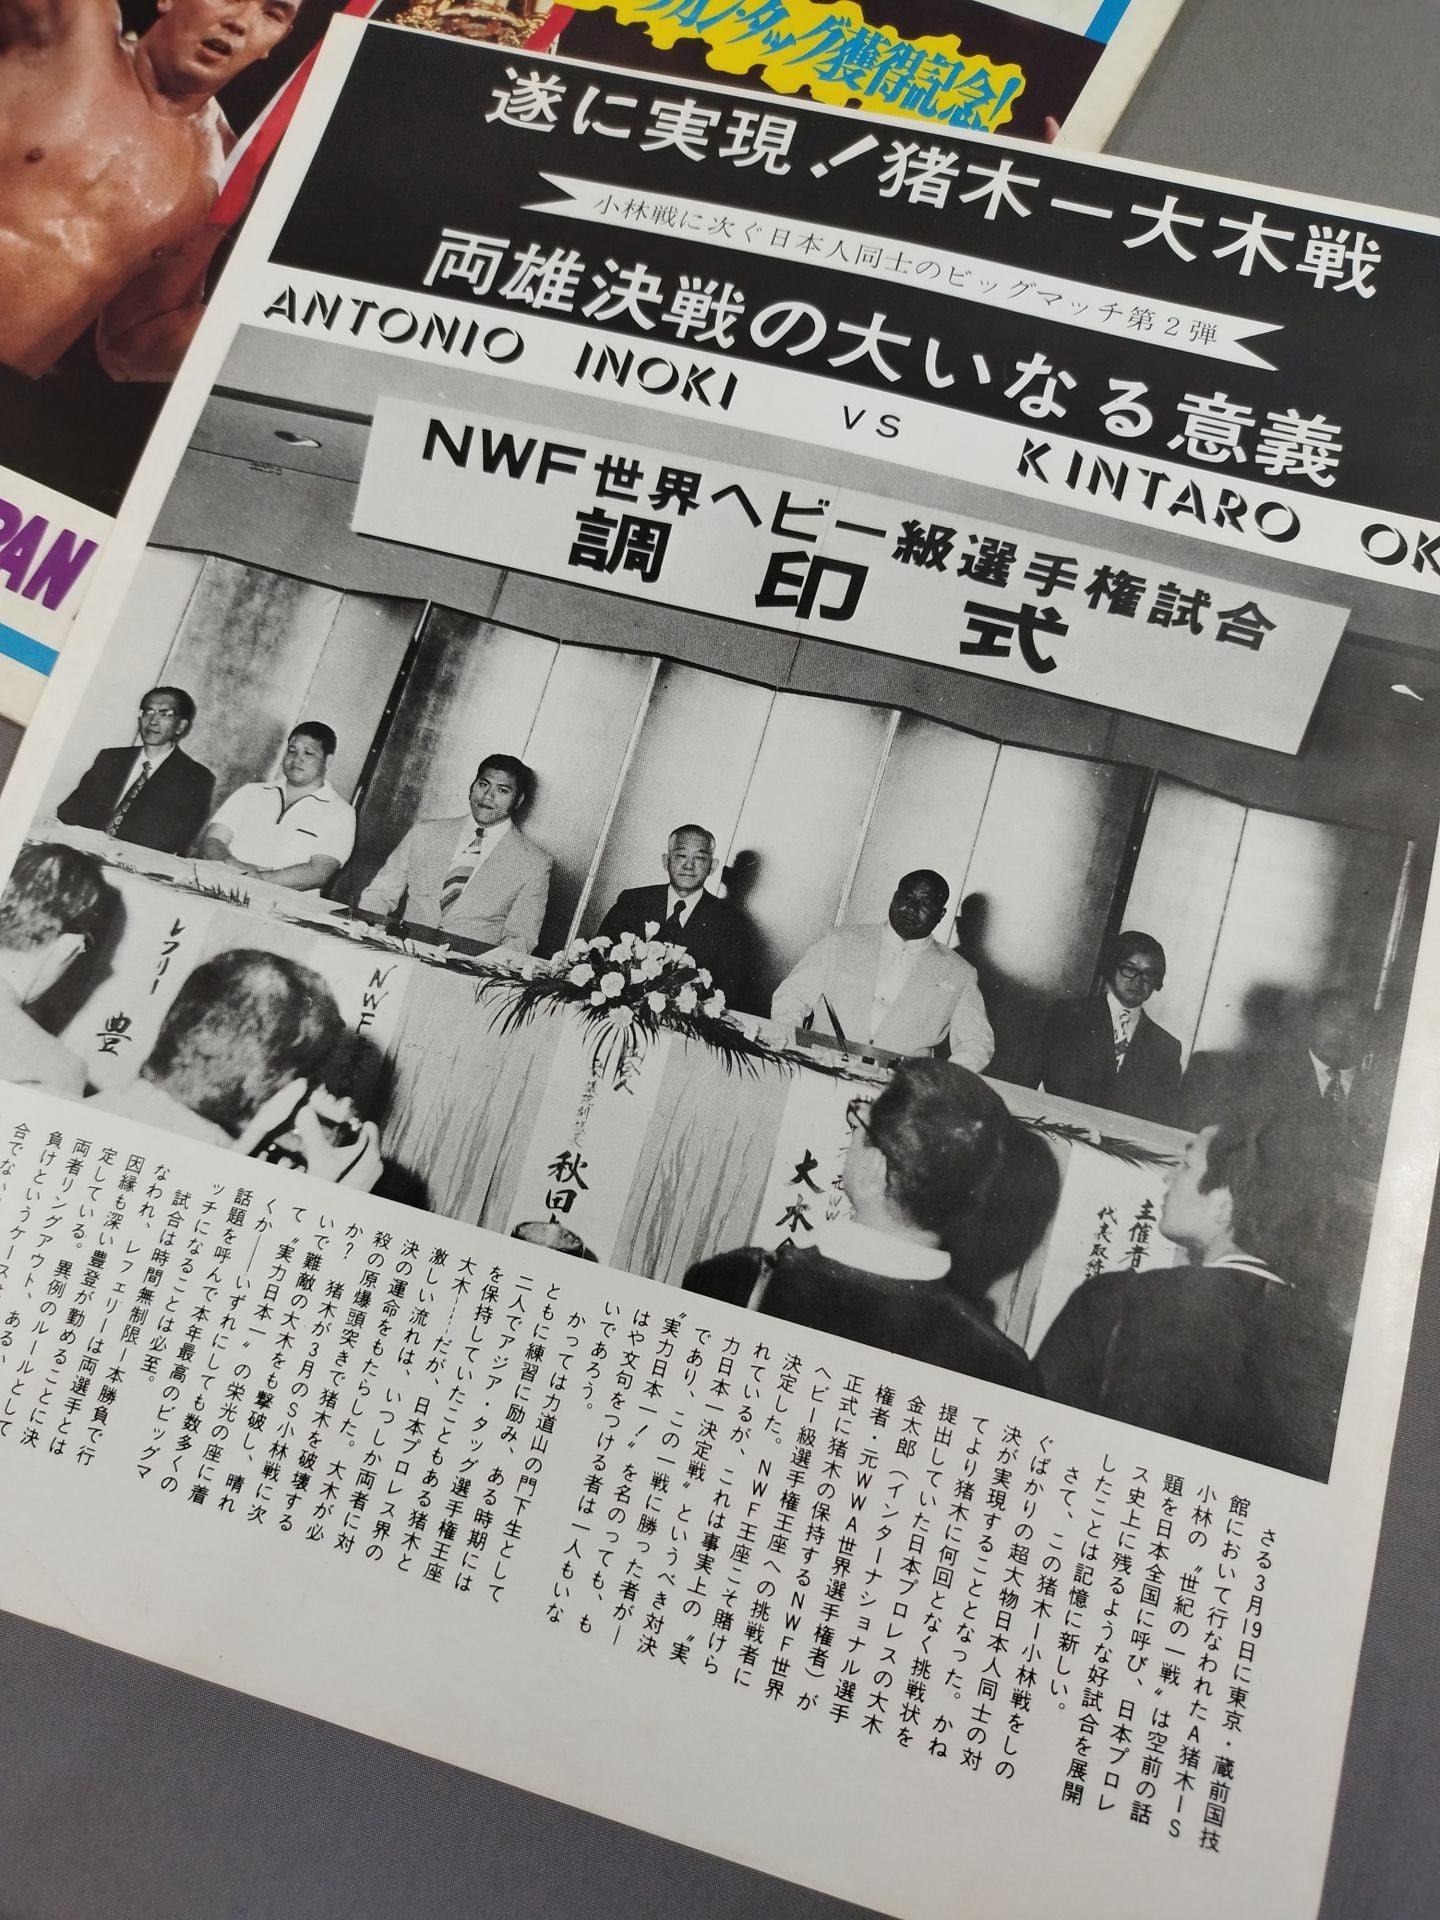 タッグ獲得記念!
PAN
遂に実現!猪木ー大木戦
小林戦に次ぐ日本人同士のビッグマッチ第2弾
両雄決戦の大いなる意義
ANTONIO INOKI VS KINTARO OK
NWF世界ヘビー級選手権試合
調印式
レフリー
豊
NWF
秋田
大木
主催者
代表取締
さる3月19日に東京・蔵前国技
館において行なわれたA猪木ーS
小林の〝世紀の一戦〟は空前の話
題を日本全国に呼び、日本プロレ
ス史上に残るような好試合を展開
したことは記憶に新しい。
さて、この猪木ー小林戦をしの
ぐばかりの超大物日本人同士の対
決が実現することとなった。かね
てより猪木に何回となく挑戦状を
提出していた日本プロレスの大木
金太郎(インターナショナル選手
権者・元WWA世界選手権者)が
正式に猪木の保持するNWF世界
ヘビー級選手権王座への挑戦者に
決定した。NWF王座こそ賭けら
れているが、これは事実上の〝実
力日本一決定戦〟というべき対決
であり、この一戦に勝った者が―
〝実力日本一!〟を名のっても、も
はや文句をつける者は一人もいな
いであろう。
かっては力道山の門下生として
ともに練習に励み、ある時期には
二人でアジア・タッグ選手権王座
を保持していたこともある猪木と
大木……だが、日本プロレス界の
激しい流れは、いつしか両者に対
決の運命をもたらした。大木が必
殺の原爆頭突きで猪木を破壊する
か? 猪木が3月のS小林戦に次
いで難敵の大木をも撃破し、晴れ
て〝実力日本一〟の栄光の座に着
くか――いずれにしても数多くの
話題を呼んで本年最高のビッグマ
ッチになることは必至。
試合は時間無制限一本勝負で行
なわれ、レフェリーは両選手とは
因縁も深い豊登が勤めることに決
定している。異例のルールとして
両者リングアウト、
負けというケース
合でない